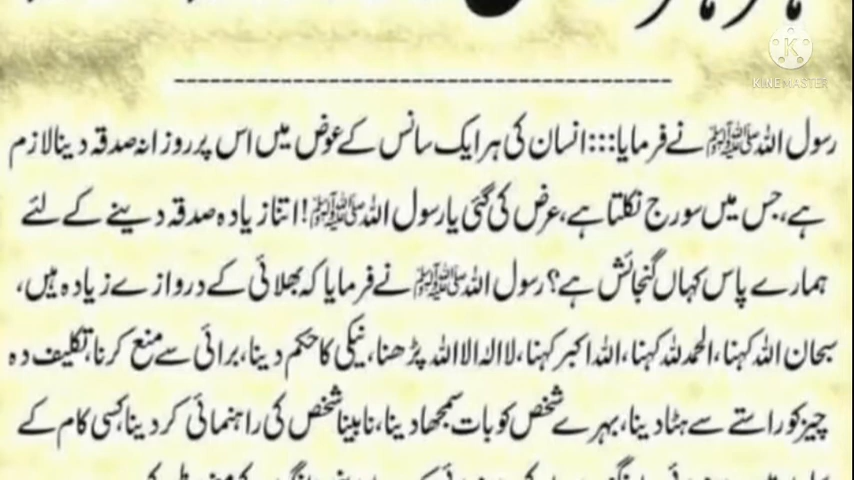 KINEMASTER
رسول اللہ ﷺ نے فرمایا::: انسان کی ہر ایک سانس کے عوض میں اس پر روزانہ صدقہ دینا لازم
ہے، جس میں سورج نکلتا ہے، عرض کی گئی یا رسول اللہ ﷺ! اتنا زیادہ صدقہ دینے کے لئے
ہمارے پاس کہاں گنجائش ہے؟ رسول اللہ ﷺ نے فرمایا کہ بھلائی کے دروازے زیادہ ہیں،
سبحان اللہ کہنا، الحمد للہ کہنا، اللہ اکبر کہنا، لا الہ الا اللہ پڑھنا، نیکی کا حکم دینا، برائی سے منع کرنا، تکلیف دہ
چیز کو راستے سے ہٹا دینا، بہرے شخص کو بات سمجھا دینا، نابینا شخص کی راہنمائی کر دینا، کسی کام کے